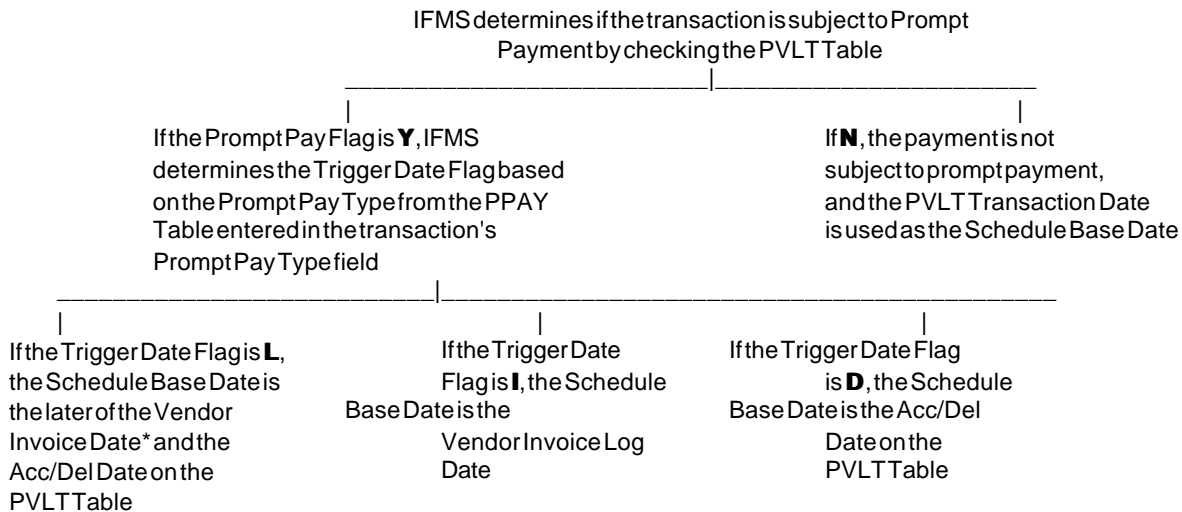 IFMS determines if the transaction is subject to Prompt
Payment by checking the PVLT Table
__________________________|_______________________
|
If the Prompt Pay Flag is Y, IFMS
determines the Trigger Date Flag based
on the Prompt Pay Type from the PPAY
Table entered in the transaction's
Prompt Pay Type field
|
If N, the payment is not
subject to prompt payment,
and the PVLT Transaction Date
is used as the Schedule Base Date
___________________________|____________________________________________
|
If the Trigger Date Flag is L,
the Schedule Base Date is
the later of the Vendor
Invoice Date* and the
Acc/Del Date on the
PVLT Table
|
If the Trigger Date
Flag is I, the Schedule
Base Date is the
Vendor Invoice Log
Date
|
If the Trigger Date Flag
is D, the Schedule
Base Date is the Acc/Del
Date on the
PVLT Table